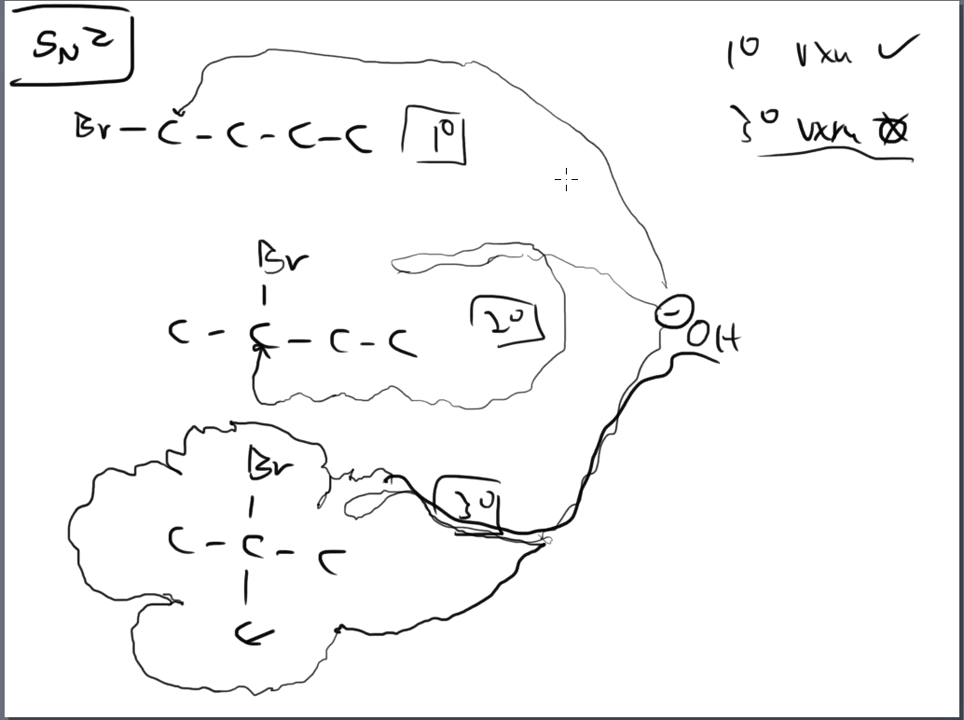 SN2
1° rxn ✓
3° rxn
Br – C – C – C – C 1°
Br
C – C – C – C 2°
⊖
OH
Br
3°
C – C – C
C